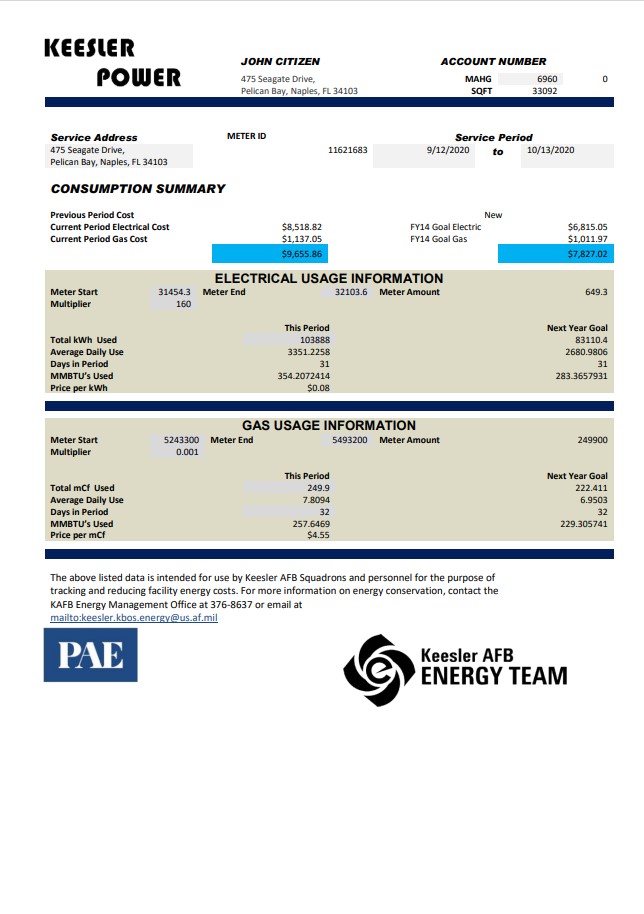 KEESLER
POWER
JOHN CITIZEN
475 Seagate Drive,
Pelican Bay, Naples, FL 34103
ACCOUNT NUMBER
MAHG 6960 0
SQFT 33092
Service Address METER ID Service Period
475 Seagate Drive, 11621683 9/12/2020 to 10/13/2020
Pelican Bay, Naples, FL 34103
CONSUMPTION SUMMARY
Previous Period Cost New
Current Period Electrical Cost $8,518.82 FY14 Goal Electric $6,815.05
Current Period Gas Cost $1,137.05 FY14 Goal Gas $1,011.97
$9,655.86 $7,827.02
ELECTRICAL USAGE INFORMATION
Meter Start 31454.3 Meter End 32103.6 Meter Amount 649.3
Multiplier 160
This Period Next Year Goal
Total kWh Used 103888 83110.4
Average Daily Use 3351.2258 2680.9806
Days in Period 31 31
MMBTU's Used 354.2072414 283.3657931
Price per kWh $0.08
GAS USAGE INFORMATION
Meter Start 5243300 Meter End 5493200 Meter Amount 249900
Multiplier 0.001
This Period Next Year Goal
Total mCf Used 249.9 222.411
Average Daily Use 7.8094 6.9503
Days in Period 32 32
MMBTU's Used 257.6469 229.305741
Price per mCf $4.55
The above listed data is intended for use by Keesler AFB Squadrons and personnel for the purpose of
tracking and reducing facility energy costs. For more information on energy conservation, contact the
KAFB Energy Management Office at 376-8637 or email at
mailto:keesler.kbos.energy@us.af.mil
PAE
Keesler AFB
ENERGY TEAM